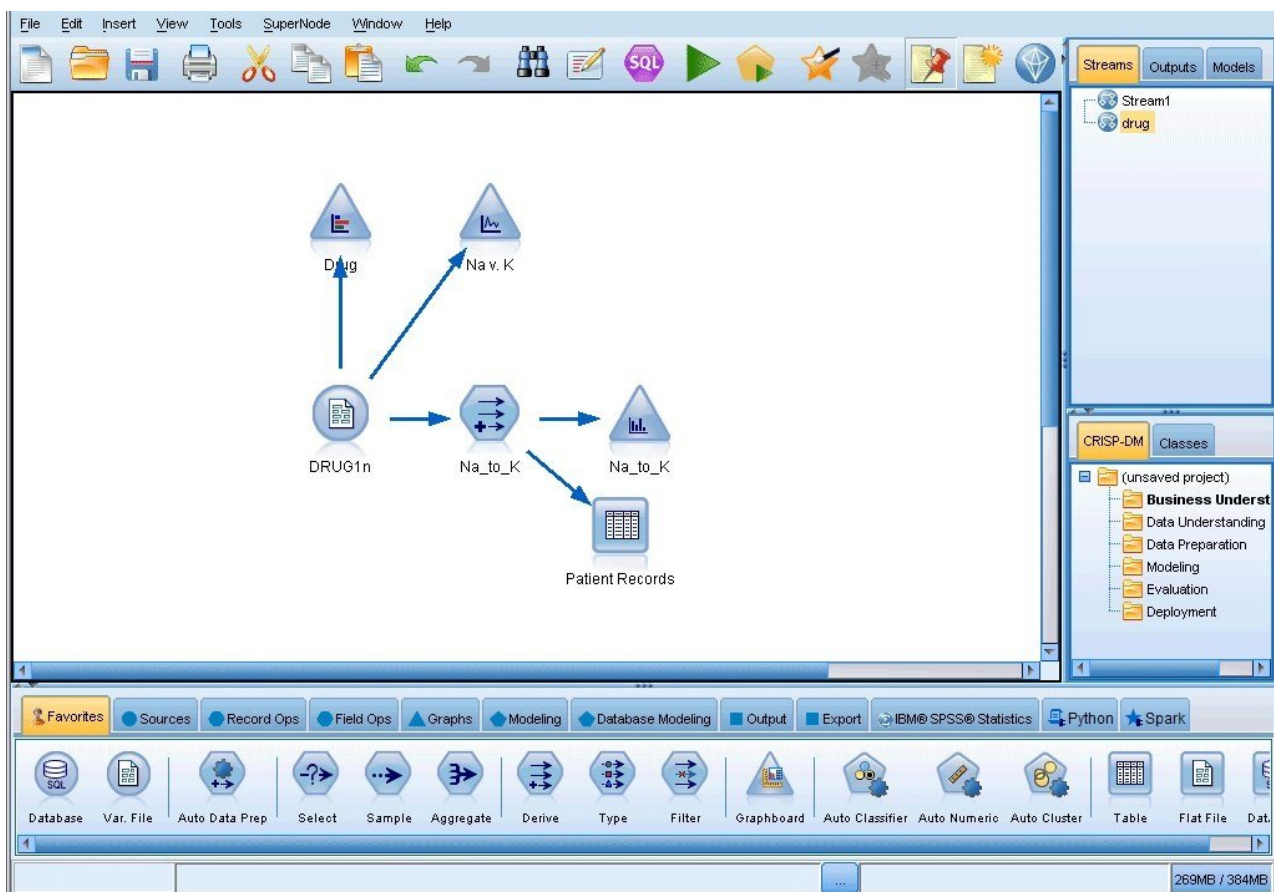 File Edit Insert View Tools SuperNode Window Help
SQL
Streams Outputs Models
Stream1
drug
Drug
Na v. K
DRUG1n
Na_to_K
Na_to_K
Patient Records
CRISP-DM Classes
(unsaved project)
Business Underst
Data Understanding
Data Preparation
Modeling
Evaluation
Deployment
Favorites Sources Record Ops Field Ops Graphs Modeling Database Modeling Output Export IBM® SPSS® Statistics Python Spark
SQL
Database Var. File Auto Data Prep Select Sample Aggregate Derive Type Filter Graphboard Auto Classifier Auto Numeric Auto Cluster Table Flat File Dat
... 269MB / 384MB